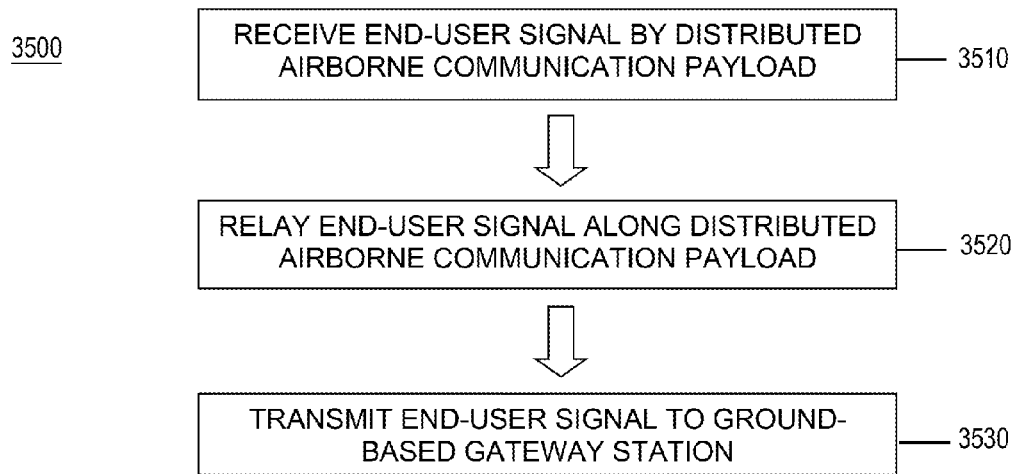 3500
RECEIVE END-USER SIGNAL BY DISTRIBUTED
AIRBORNE COMMUNICATION PAYLOAD
3510
RELAY END-USER SIGNAL ALONG DISTRIBUTED
AIRBORNE COMMUNICATION PAYLOAD
3520
TRANSMIT END-USER SIGNAL TO GROUND-
BASED GATEWAY STATION
3530